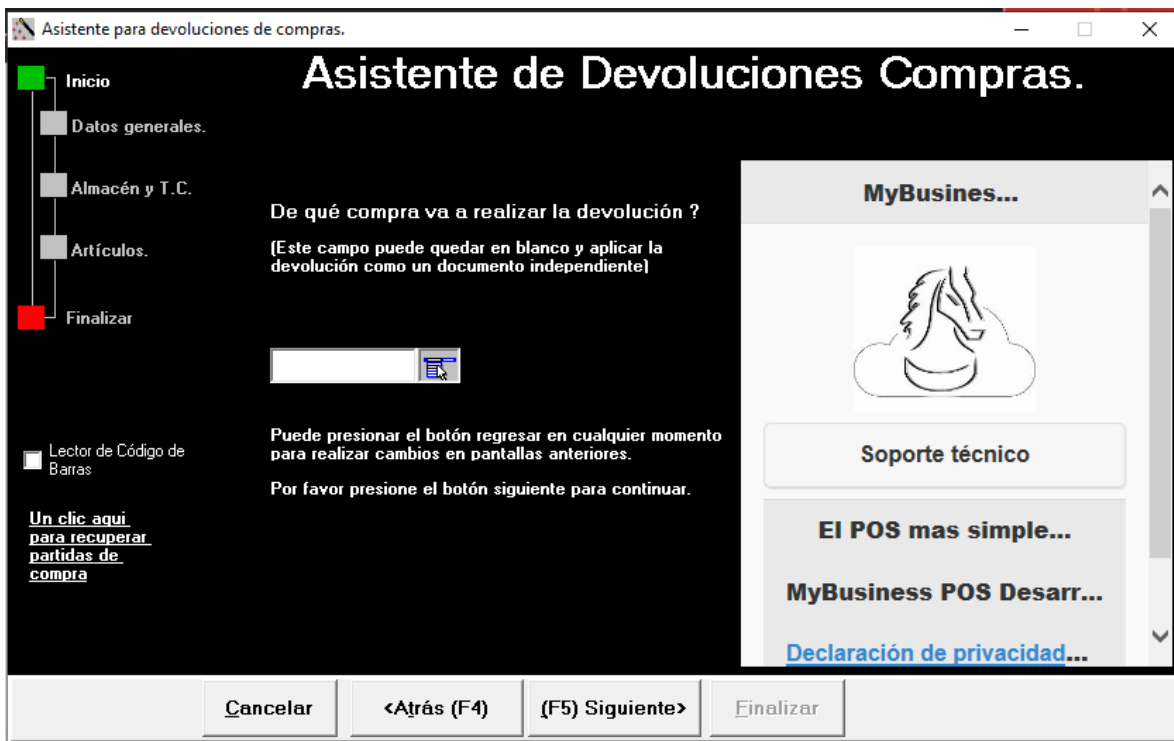 Asistente para devoluciones de compras.
Asistente de Devoluciones Compras.
Inicio
Datos generales.
Almacén y T.C.
Artículos.
Finalizar
De qué compra va a realizar la devolución ?
(Este campo puede quedar en blanco y aplicar la
devolución como un documento independiente)
Puede presionar el botón regresar en cualquier momento
para realizar cambios en pantallas anteriores.
Por favor presione el botón siguiente para continuar.
Lector de Código de
Barras
Un clic aqui
para recuperar
partidas de
compra
MyBusines...
Soporte técnico
El POS mas simple...
MyBusiness POS Desarr...
Declaración de privacidad...
Cancelar
<Atrás (F4)
(F5) Siguiente>
Finalizar